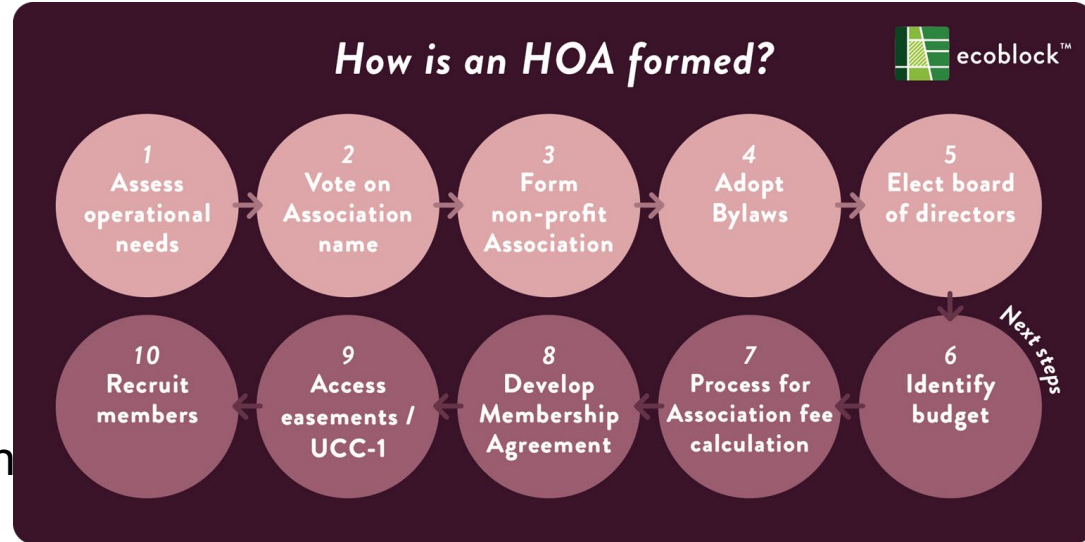 How is an HOA formed?
ecoblock™
1
Assess
operational
needs
2
Vote on
Association
name
3
Form
non-profit
Association
4
Adopt
Bylaws
5
Elect board
of directors
Next steps
6
Identify
budget
7
Process for
Association fee
calculation
8
Develop
Membership
Agreement
9
Access
easements /
UCC-1
10
Recruit
members